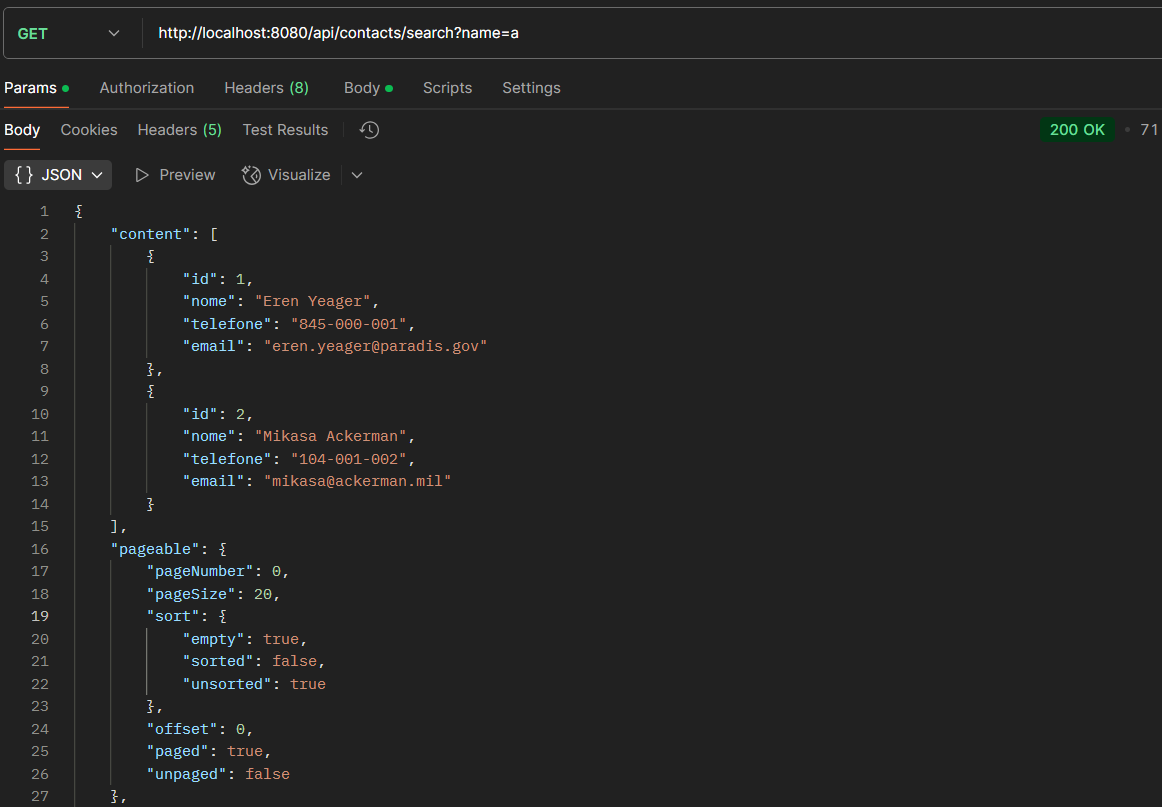 GET http://localhost:8080/api/contacts/search?name=a
Params Authorization Headers (8) Body Scripts Settings
Body Cookies Headers (5) Test Results 200 OK 71
{} JSON Preview Visualize
1 {
2 "content": [
3 {
4 "id": 1,
5 "nome": "Eren Yeager",
6 "telefone": "845-000-001",
7 "email": "eren.yeager@paradis.gov"
8 },
9 {
10 "id": 2,
11 "nome": "Mikasa Ackerman",
12 "telefone": "104-001-002",
13 "email": "mikasa@ackerman.mil"
14 }
15 ],
16 "pageable": {
17 "pageNumber": 0,
18 "pageSize": 20,
19 "sort": {
20 "empty": true,
21 "sorted": false,
22 "unsorted": true
23 },
24 "offset": 0,
25 "paged": true,
26 "unpaged": false
27 },